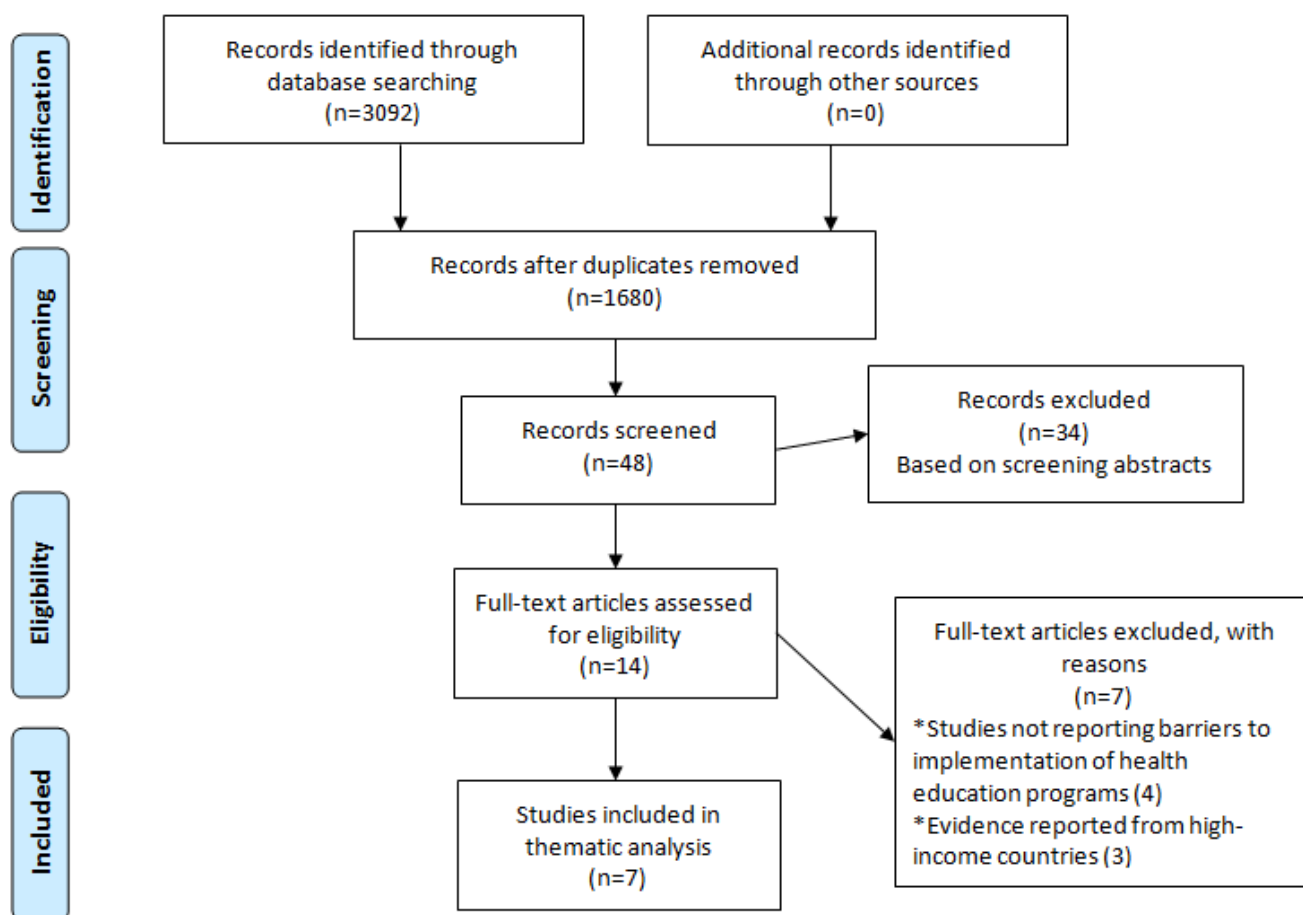 Identification
Records identified through
database searching
(n=3092)
Additional records identified
through other sources
(n=0)
Screening
Records after duplicates removed
(n=1680)
Records screened
(n=48)
Records excluded
(n=34)
Based on screening abstracts
Eligibility
Full-text articles assessed
for eligibility
(n=14)
Full-text articles excluded, with
reasons
(n=7)
*Studies not reporting barriers to
implementation of health
education programs (4)
*Evidence reported from high-
income countries (3)
Included
Studies included in
thematic analysis
(n=7)